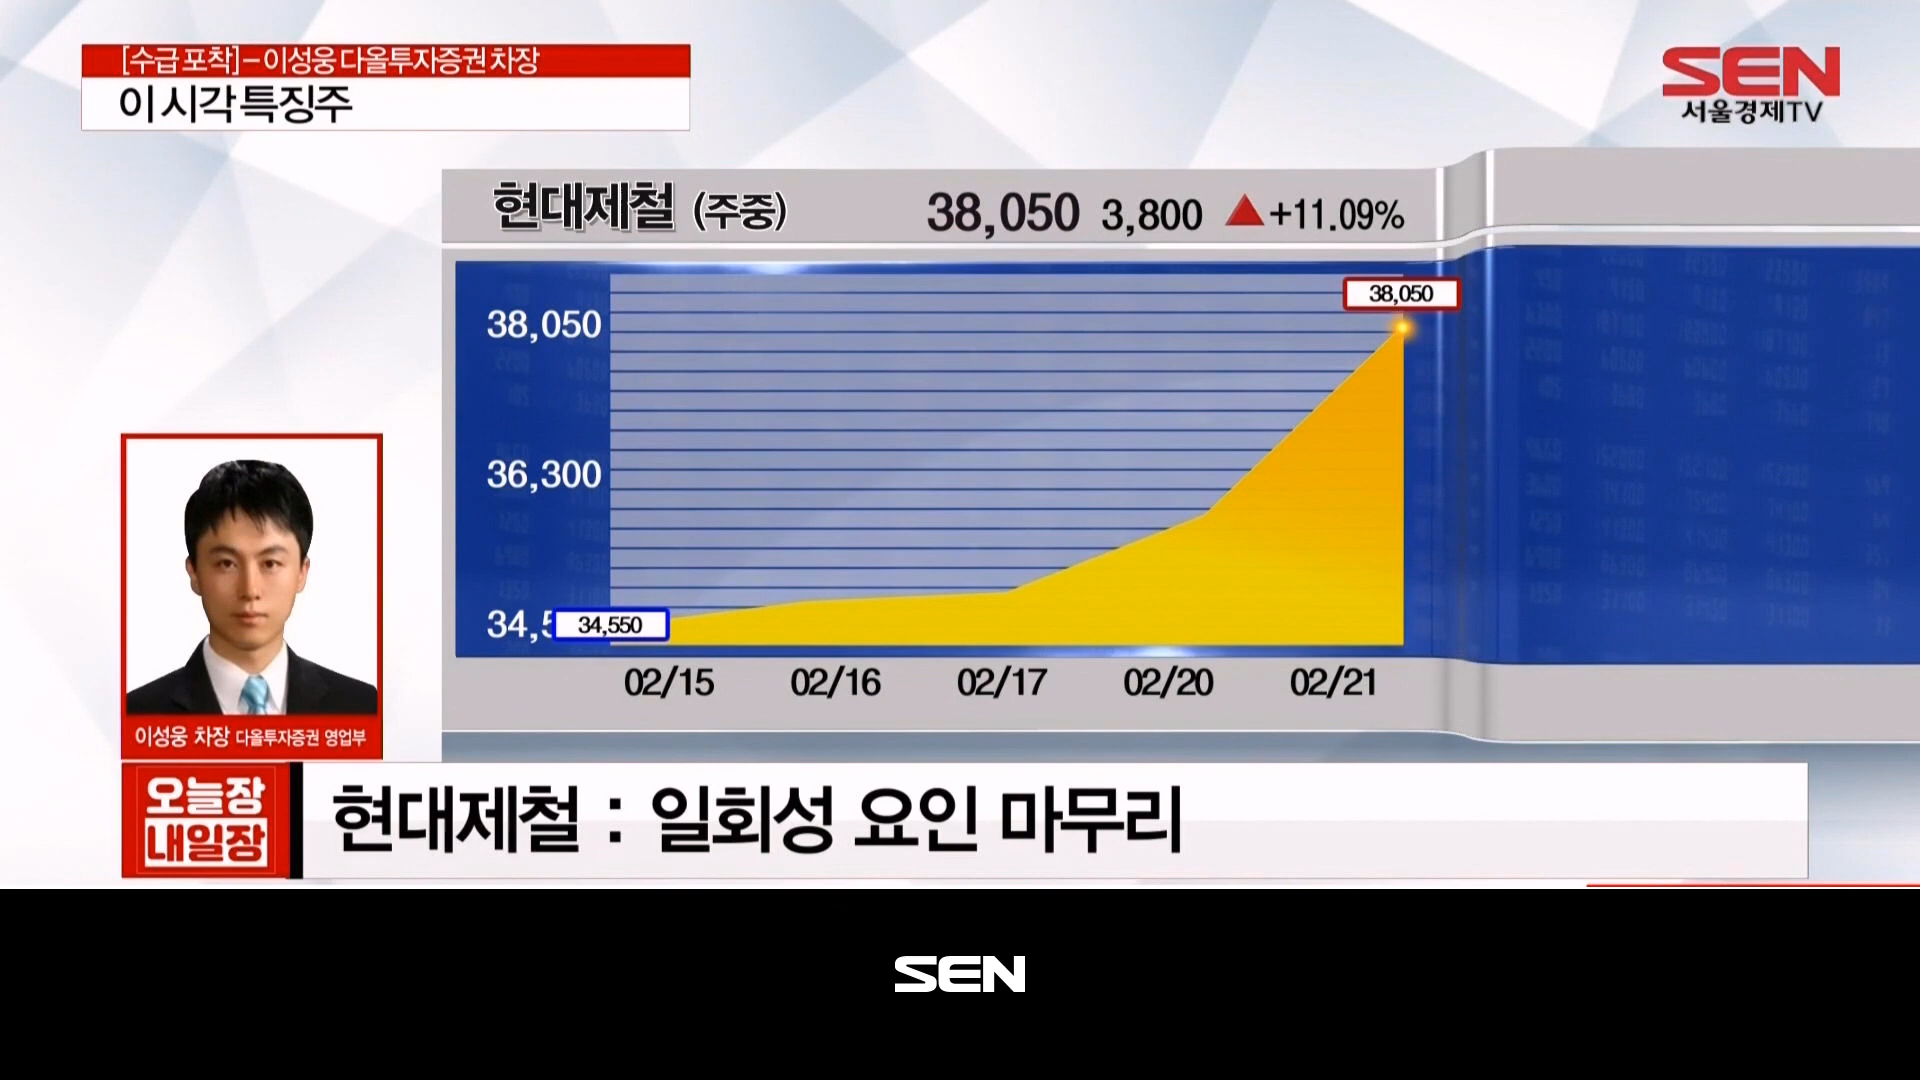 [수급 포착] – 이성웅 다올투자증권 차장
이 시각 특징주
SEN
서울경제TV
현대제철 (주중) 38,050 3,800 ▲+11.09%
38,050
38,050
36,300
34,5
34,550
02/15 02/16 02/17 02/20 02/21
이성웅 차장 다올투자증권 영업부
오늘장
내일장
현대제철 : 일회성 요인 마무리
SEN